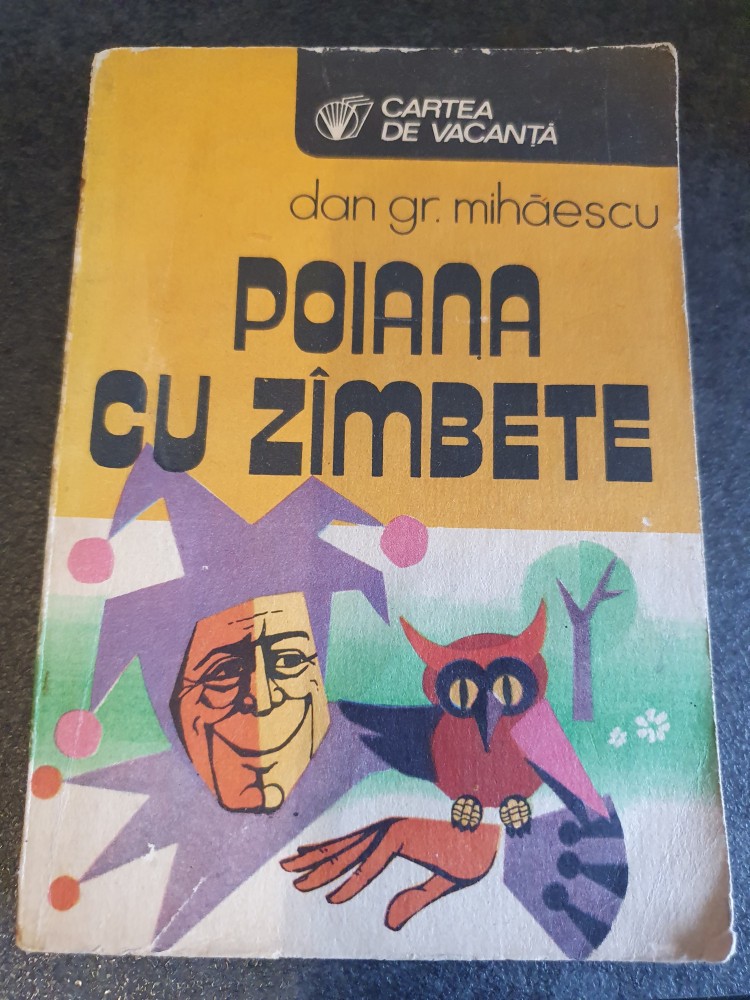 CARTEA
DE VACANȚĂ
dan gr. mihăescu
POIANA
CU ZÎMBETE